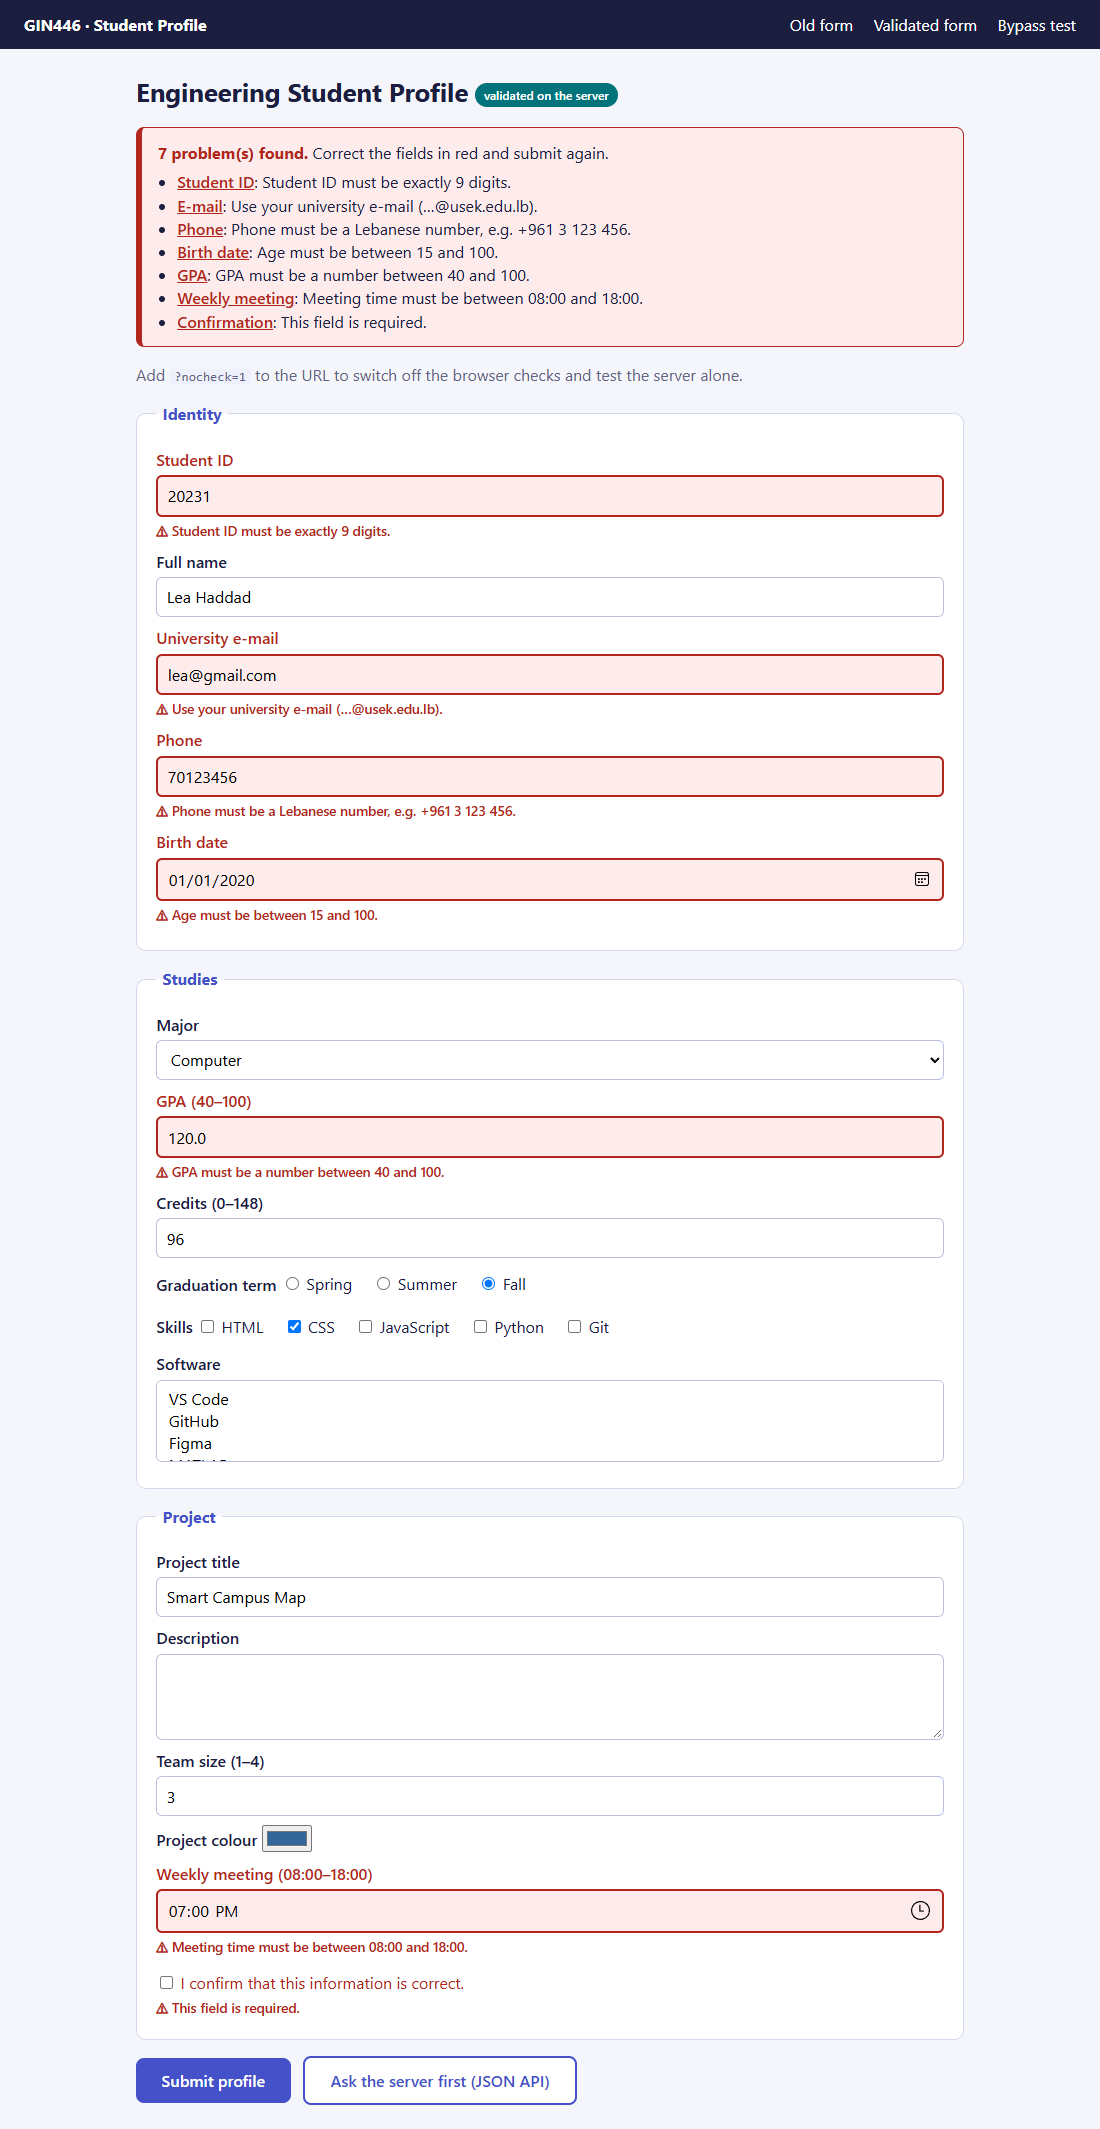 GIN446 · Student Profile
Old form Validated form Bypass test
Engineering Student Profile validated on the server
7 problem(s) found. Correct the fields in red and submit again.
• Student ID: Student ID must be exactly 9 digits.
• E-mail: Use your university e-mail (...@usek.edu.lb).
• Phone: Phone must be a Lebanese number, e.g. +961 3 123 456.
• Birth date: Age must be between 15 and 100.
• GPA: GPA must be a number between 40 and 100.
• Weekly meeting: Meeting time must be between 08:00 and 18:00.
• Confirmation: This field is required.
Add ?nocheck=1 to the URL to switch off the browser checks and test the server alone.
Identity
Student ID
20231
⚠ Student ID must be exactly 9 digits.
Full name
Lea Haddad
University e-mail
lea@gmail.com
⚠ Use your university e-mail (...@usek.edu.lb).
Phone
70123456
⚠ Phone must be a Lebanese number, e.g. +961 3 123 456.
Birth date
01/01/2020
⚠ Age must be between 15 and 100.
Studies
Major
Computer
GPA (40–100)
120.0
⚠ GPA must be a number between 40 and 100.
Credits (0–148)
96
Graduation term Spring Summer Fall
Skills HTML CSS JavaScript Python Git
Software
VS Code
GitHub
Figma
Project
Project title
Smart Campus Map
Description
Team size (1–4)
3
Project colour
Weekly meeting (08:00–18:00)
07:00 PM
⚠ Meeting time must be between 08:00 and 18:00.
I confirm that this information is correct.
⚠ This field is required.
Submit profile Ask the server first (JSON API)